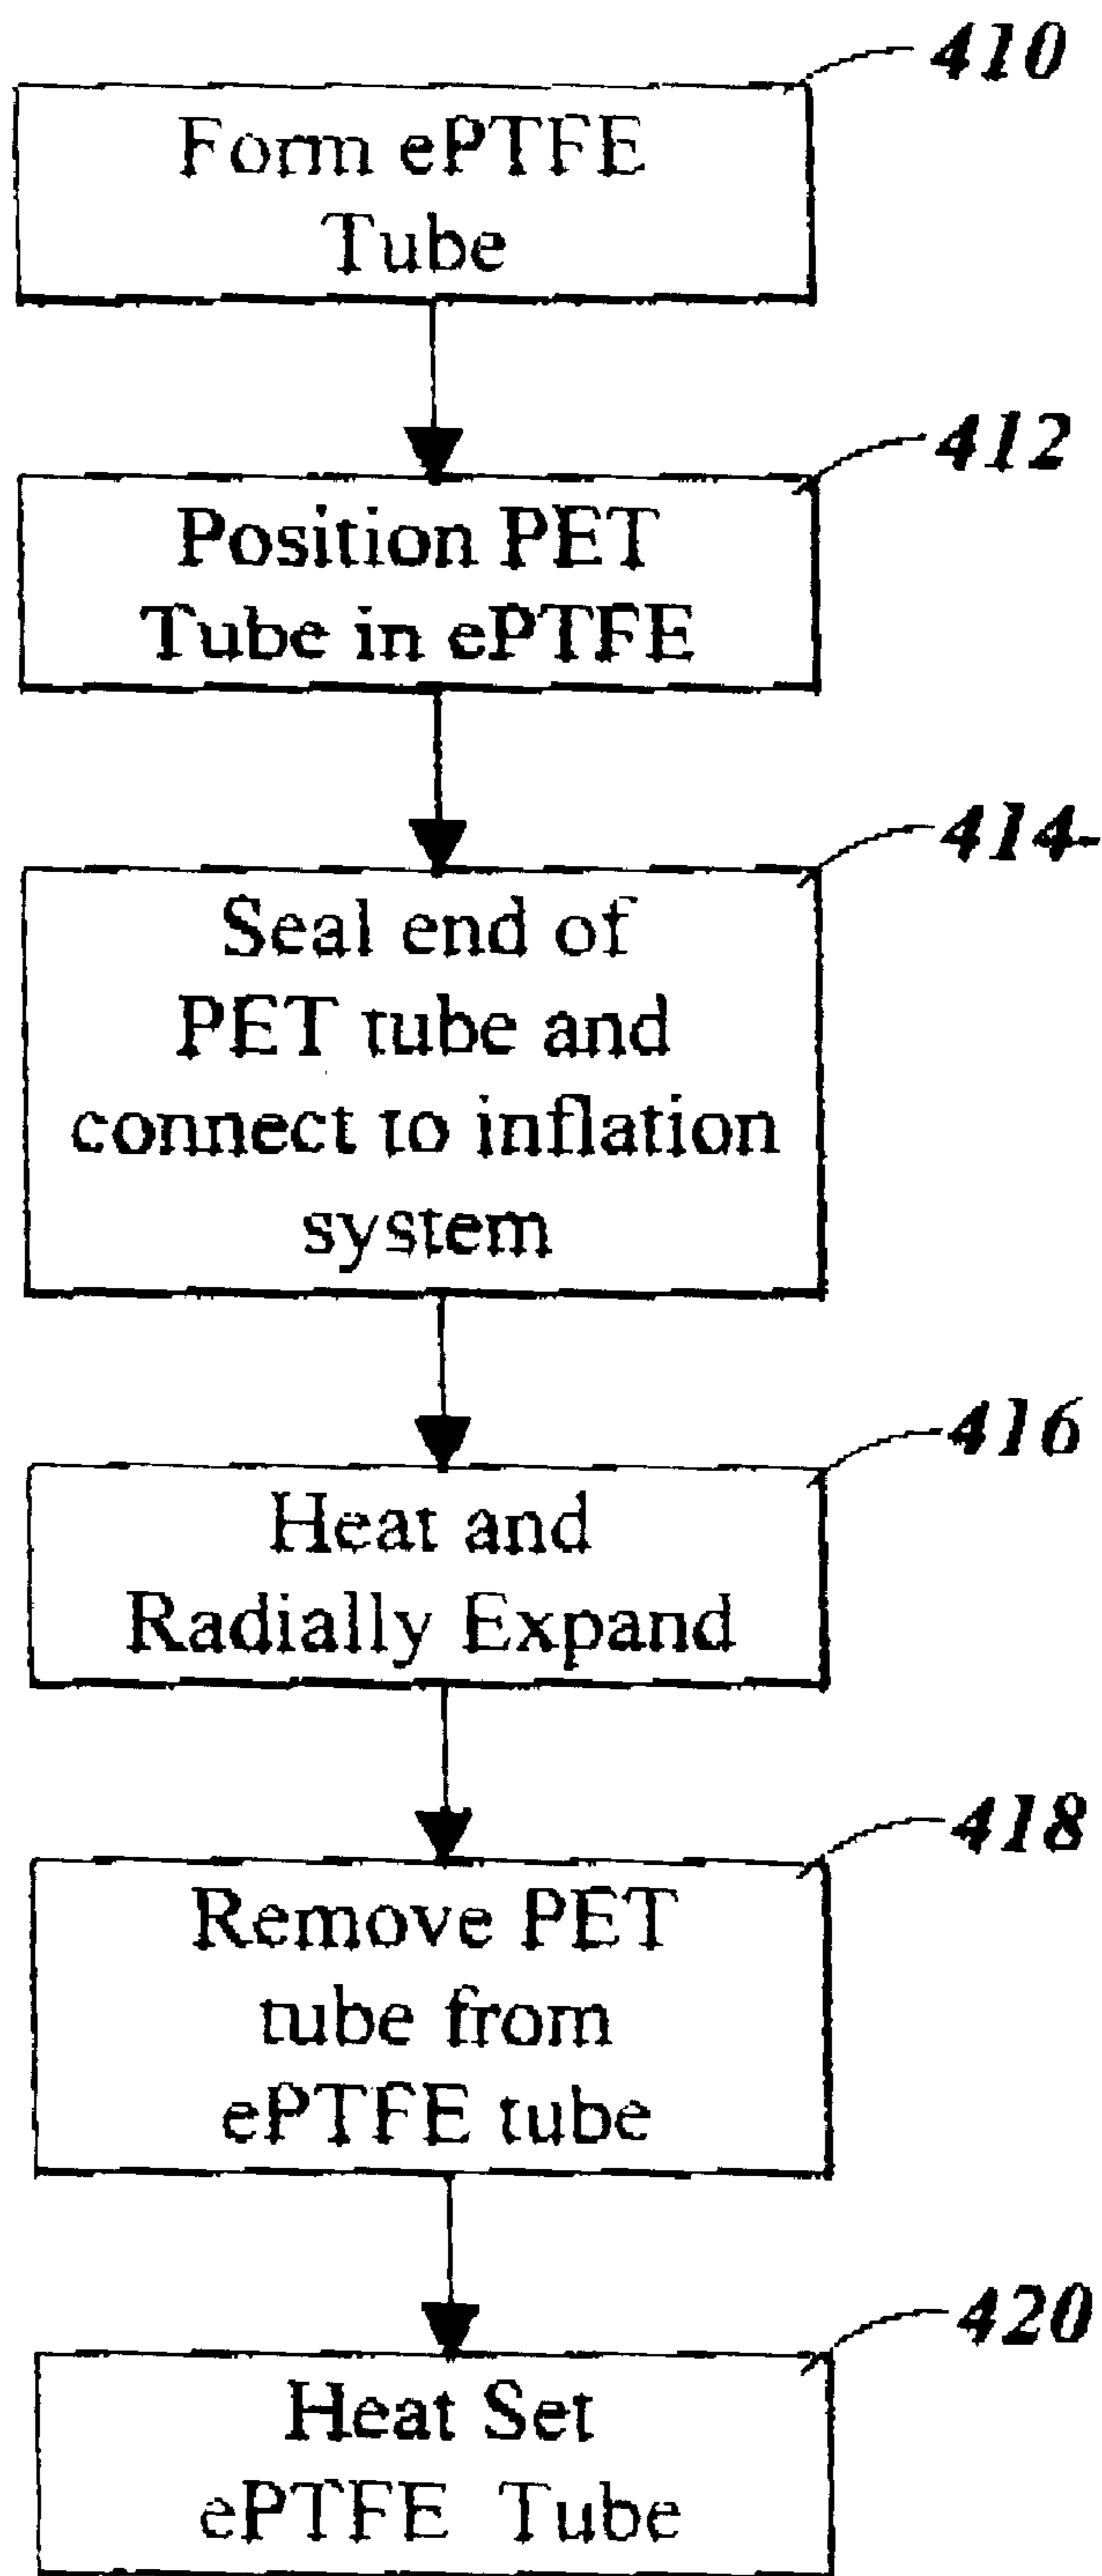 410
Form ePTFE
Tube
412
Position PET
Tube in ePTFE
414
Seal end of
PET tube and
connect to inflation
system
416
Heat and
Radially Expand
418
Remove PET
tube from
ePTFE tube
420
Heat Set
ePTFE Tube